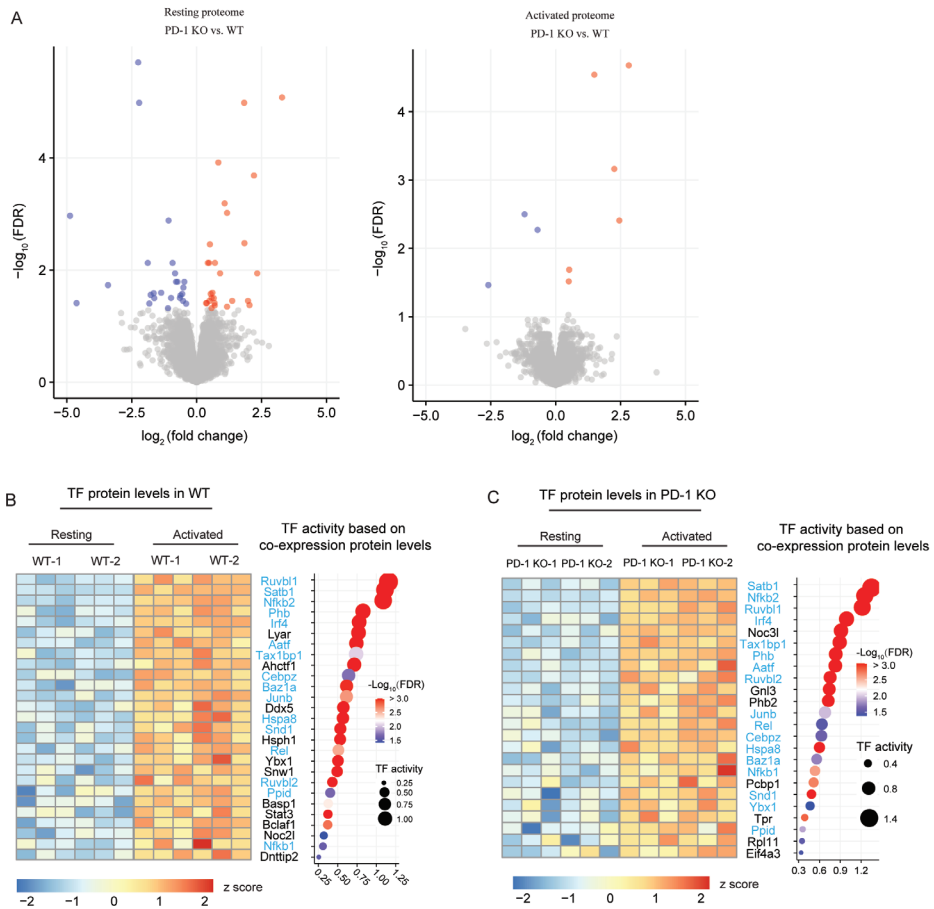 A
Resting proteome
PD-1 KO vs. WT
−log10 (FDR)
4
2
0
−5.0 −2.5 0.0 2.5 5.0
log2 (fold change)
Activated proteome
PD-1 KO vs. WT
−log10 (FDR)
4
3
2
1
0
−5.0 −2.5 0.0 2.5 5.0
log2 (fold change)
B
TF protein levels in WT
Resting Activated
WT-1 WT-2 WT-1 WT-2
TF activity based on
co-expression protein levels
Ruvbl1
Satb1
Nfkb2
Phb
Irf4
Lyar
Aatf
Tax1bp1
Ahctf1
Cebpz
Baz1a
Junb
Ddx5
Hspa8
Snd1
Hsph1
Rel
Ybx1
Snw1
Ruvbl2
Ppid
Basp1
Stat3
Bclaf1
Noc2l
Nfkb1
Dnttip2
-Log10(FDR)
> 3.0
2.5
2.0
1.5
TF activity
0.25
0.50
0.75
1.00
0.25 0.50 0.75 1.00 1.25
−2 −1 0 1 2 z score
C
TF protein levels in PD-1 KO
Resting Activated
PD-1 KO-1 PD-1 KO-2 PD-1 KO-1 PD-1 KO-2
TF activity based on
co-expression protein levels
Satb1
Nfkb2
Ruvbl1
Irf4
Noc3l
Tax1bp1
Phb
Aatf
Ruvbl2
Gnl3
Phb2
Junb
Rel
Cebpz
Hspa8
Baz1a
Nfkb1
Pcbp1
Snd1
Ybx1
Tpr
Ppid
Rpl11
Eif4a3
-Log10(FDR)
> 3.0
2.5
2.0
1.5
TF activity
0.4
0.8
1.4
0.3 0.6 0.9 1.2
−2 −1 0 1 2 z score